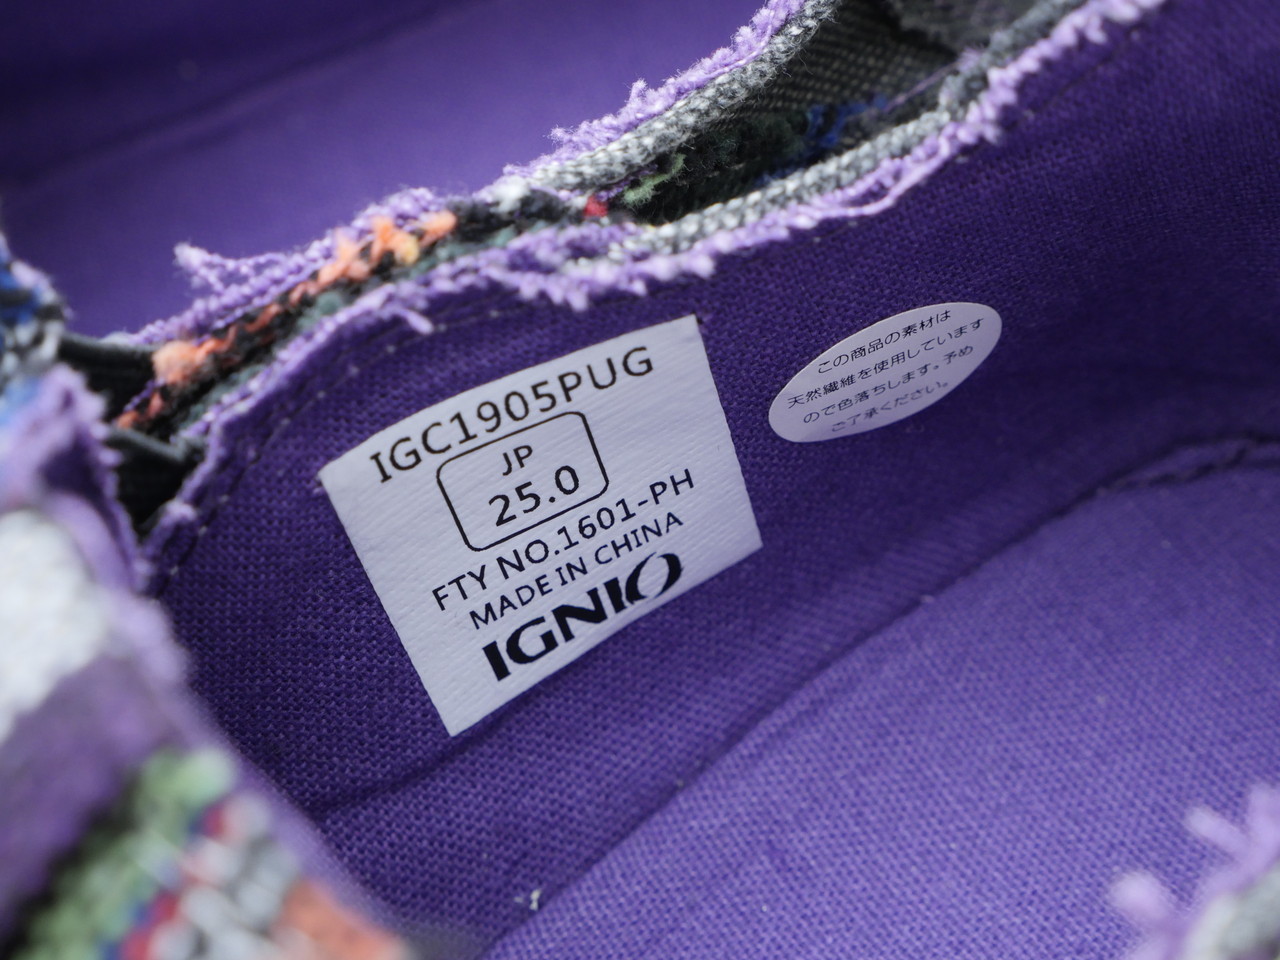 IGC1905PUG
JP
25.0
FTY NO.1601-PH
MADE IN CHINA
IGNIO
この商品の素材は
天然繊維を使用しています
ので色落ちします。予め
ご了承ください。